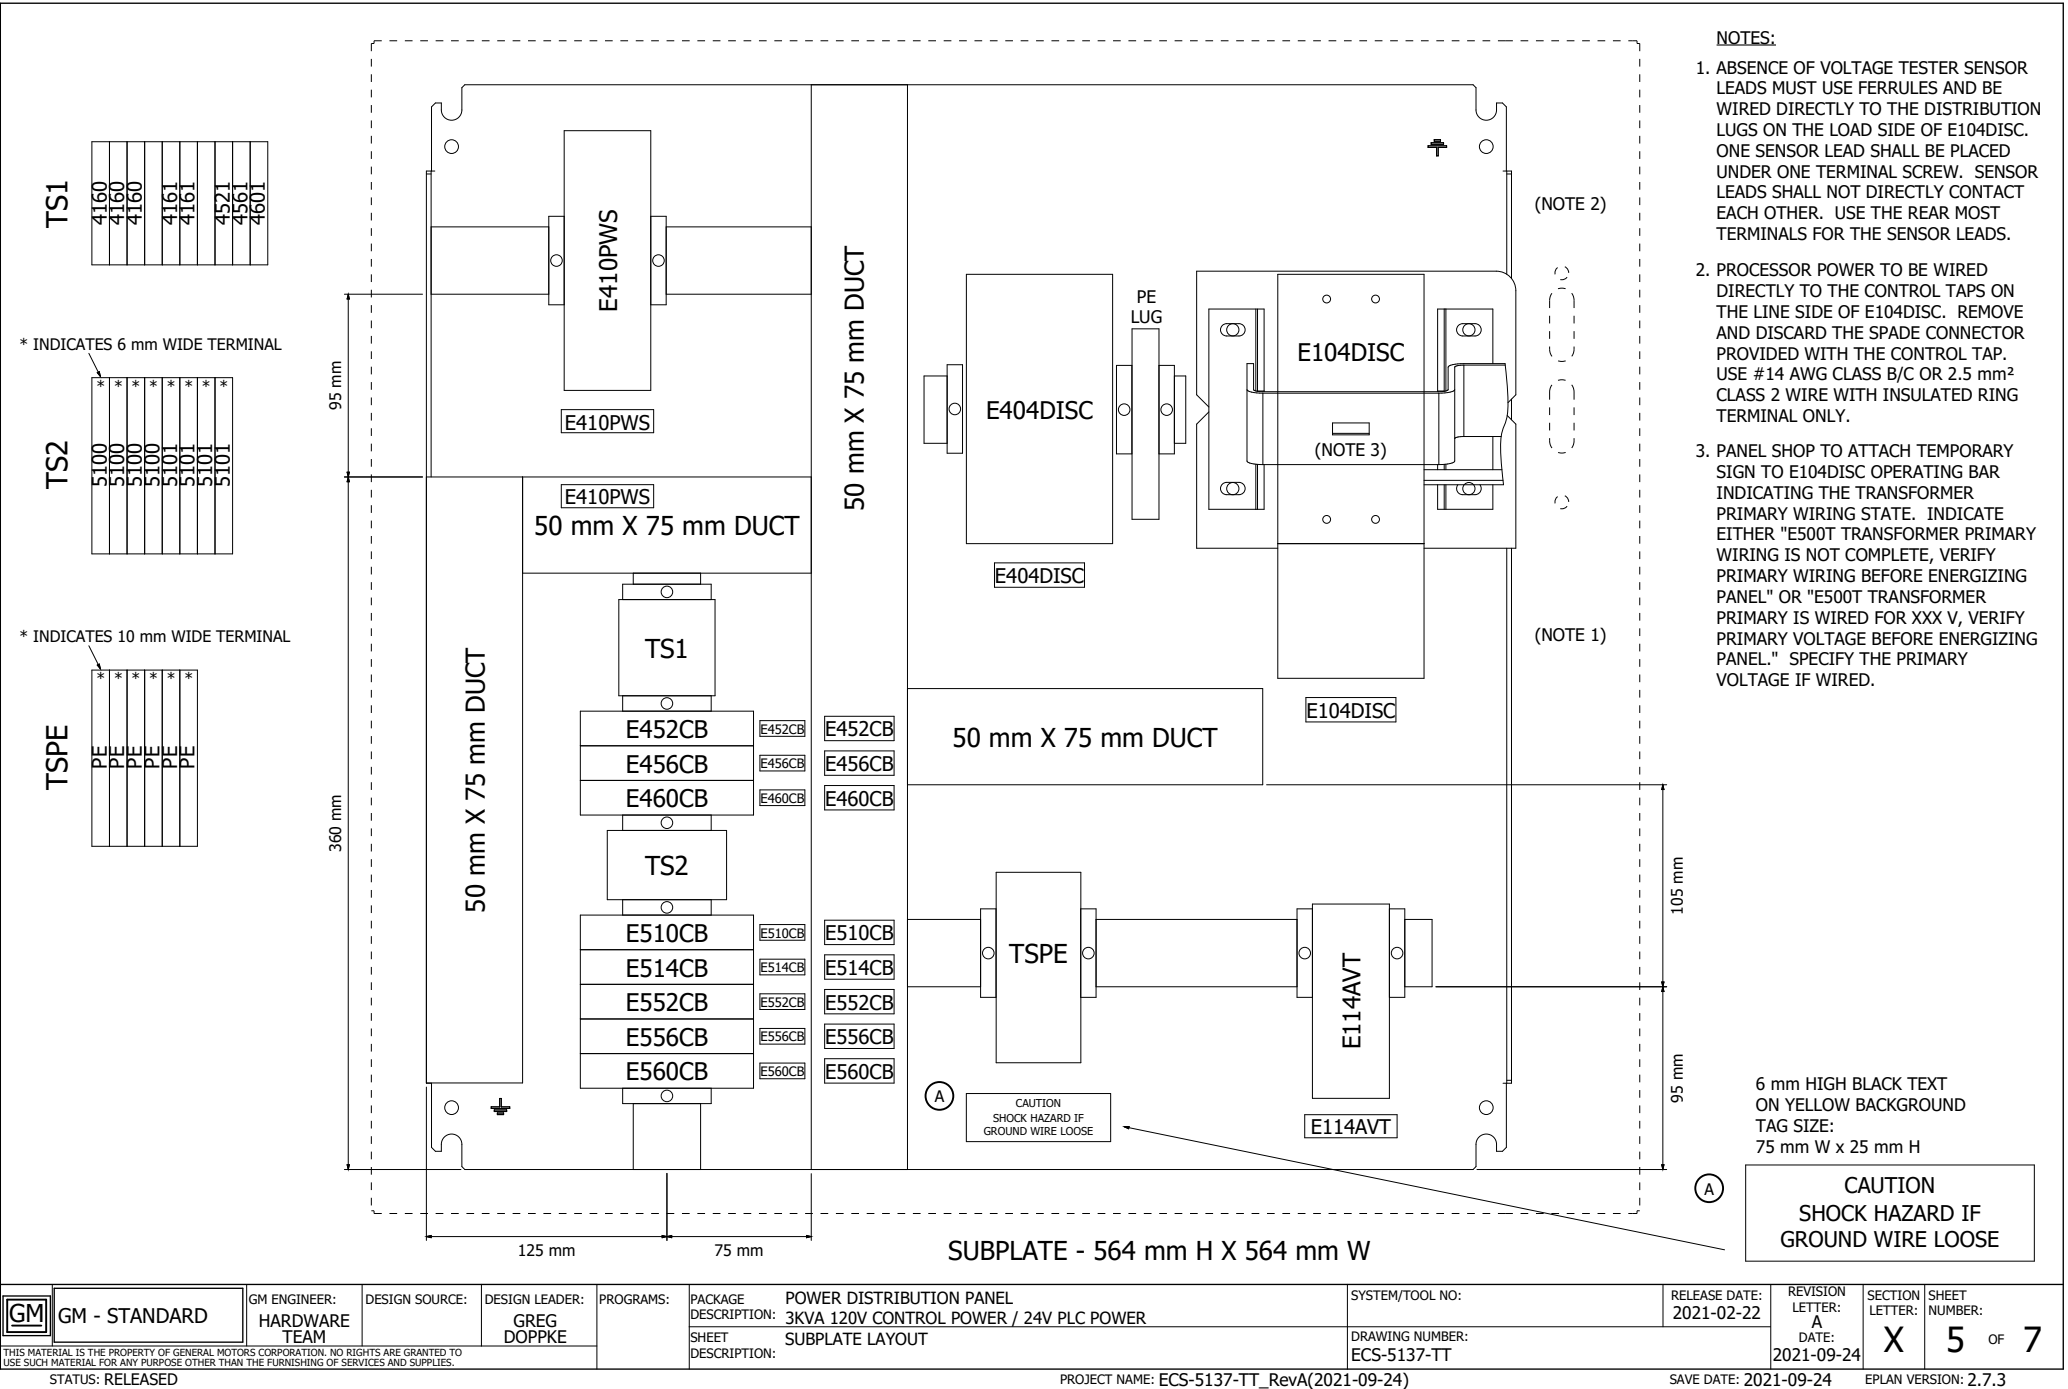 TS1
4160
4160
4160
4161
4161
4521
4561
4601
* INDICATES 6 mm WIDE TERMINAL
* * * * * * * *
TS2
5100
5100
5100
5100
5101
5101
5101
5101
* INDICATES 10 mm WIDE TERMINAL
* * * * * *
TSPE
PE
PE
PE
PE
PE
PE
95 mm
360 mm
125 mm
75 mm
E410PWS
E410PWS
E410PWS
50 mm X 75 mm DUCT
50 mm X 75 mm DUCT
50 mm X 75 mm DUCT
TS1
E452CB E452CB E452CB
E456CB E456CB E456CB
E460CB E460CB E460CB
TS2
E510CB E510CB E510CB
E514CB E514CB E514CB
E552CB E552CB E552CB
E556CB E556CB E556CB
E560CB E560CB E560CB
E404DISC
E404DISC
PE
LUG
E104DISC
(NOTE 3)
E104DISC
(NOTE 2)
(NOTE 1)
50 mm X 75 mm DUCT
TSPE
E114AVT
E114AVT
105 mm
95 mm
A
CAUTION
SHOCK HAZARD IF
GROUND WIRE LOOSE
SUBPLATE - 564 mm H X 564 mm W
NOTES:
1. ABSENCE OF VOLTAGE TESTER SENSOR
LEADS MUST USE FERRULES AND BE
WIRED DIRECTLY TO THE DISTRIBUTION
LUGS ON THE LOAD SIDE OF E104DISC.
ONE SENSOR LEAD SHALL BE PLACED
UNDER ONE TERMINAL SCREW. SENSOR
LEADS SHALL NOT DIRECTLY CONTACT
EACH OTHER. USE THE REAR MOST
TERMINALS FOR THE SENSOR LEADS.
2. PROCESSOR POWER TO BE WIRED
DIRECTLY TO THE CONTROL TAPS ON
THE LINE SIDE OF E104DISC. REMOVE
AND DISCARD THE SPADE CONNECTOR
PROVIDED WITH THE CONTROL TAP.
USE #14 AWG CLASS B/C OR 2.5 mm²
CLASS 2 WIRE WITH INSULATED RING
TERMINAL ONLY.
3. PANEL SHOP TO ATTACH TEMPORARY
SIGN TO E104DISC OPERATING BAR
INDICATING THE TRANSFORMER
PRIMARY WIRING STATE. INDICATE
EITHER "E500T TRANSFORMER PRIMARY
WIRING IS NOT COMPLETE, VERIFY
PRIMARY WIRING BEFORE ENERGIZING
PANEL" OR "E500T TRANSFORMER
PRIMARY IS WIRED FOR XXX V, VERIFY
PRIMARY VOLTAGE BEFORE ENERGIZING
PANEL." SPECIFY THE PRIMARY
VOLTAGE IF WIRED.
6 mm HIGH BLACK TEXT
ON YELLOW BACKGROUND
TAG SIZE:
75 mm W x 25 mm H
A
CAUTION
SHOCK HAZARD IF
GROUND WIRE LOOSE
GM
GM - STANDARD
THIS MATERIAL IS THE PROPERTY OF GENERAL MOTORS CORPORATION. NO RIGHTS ARE GRANTED TO
USE SUCH MATERIAL FOR ANY PURPOSE OTHER THAN THE FURNISHING OF SERVICES AND SUPPLIES.
GM ENGINEER:
HARDWARE
TEAM
DESIGN SOURCE:
DESIGN LEADER:
GREG
DOPPKE
PROGRAMS:
PACKAGE
DESCRIPTION:
POWER DISTRIBUTION PANEL
3KVA 120V CONTROL POWER / 24V PLC POWER
SHEET
DESCRIPTION:
SUBPLATE LAYOUT
SYSTEM/TOOL NO:
DRAWING NUMBER:
ECS-5137-TT
RELEASE DATE:
2021-02-22
REVISION
LETTER:
A
DATE:
2021-09-24
SECTION
LETTER:
X
SHEET
NUMBER:
5 OF 7
STATUS: RELEASED
PROJECT NAME: ECS-5137-TT_RevA(2021-09-24)
SAVE DATE: 2021-09-24
EPLAN VERSION: 2.7.3